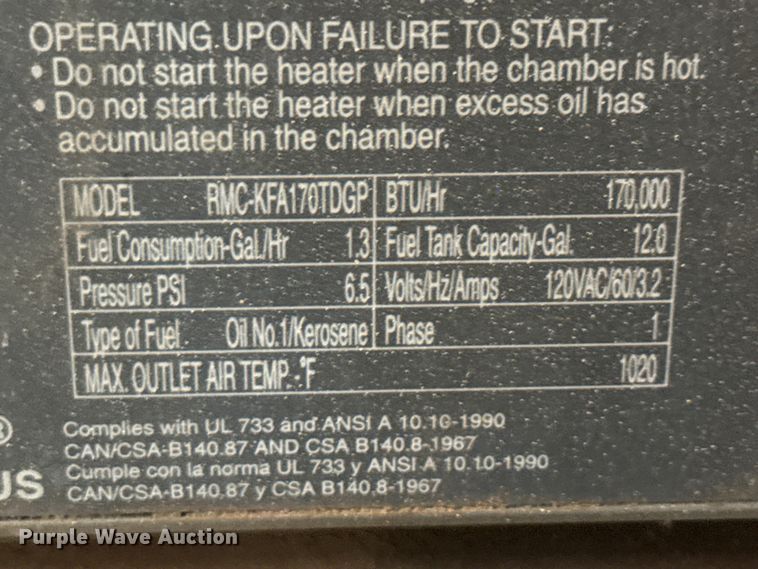 OPERATING UPON FAILURE TO START:
• Do not start the heater when the chamber is hot.
• Do not start the heater when excess oil has
accumulated in the chamber.
MODEL RMC-KFA170TDGP BTU/Hr 170,000
Fuel Consumption-Gal./Hr 1.3 Fuel Tank Capacity-Gal. 12.0
Pressure PSI 6.5 Volts/Hz/Amps 120VAC/60/3.2
Type of Fuel Oil No.1/Kerosene Phase 1
MAX. OUTLET AIR TEMP.-°F 1020
Complies with UL 733 and ANSI A 10.10-1990
CAN/CSA-B140.87 AND CSA B140.8-1967
Cumple con la norma UL 733 y ANSI A 10.10-1990
CAN/CSA-B140.87 y CSA B140.8-1967
®
US
Purple Wave Auction